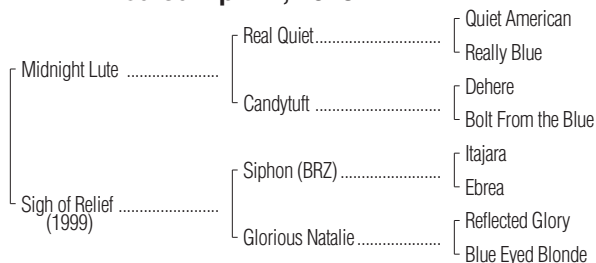 Quiet American
Real Quiet
Really Blue
Midnight Lute
Dehere
Candytuft
Bolt From the Blue
Itajara
Siphon (BRZ)
Ebrea
Sigh of Relief
(1999)
Reflected Glory
Glorious Natalie
Blue Eyed Blonde